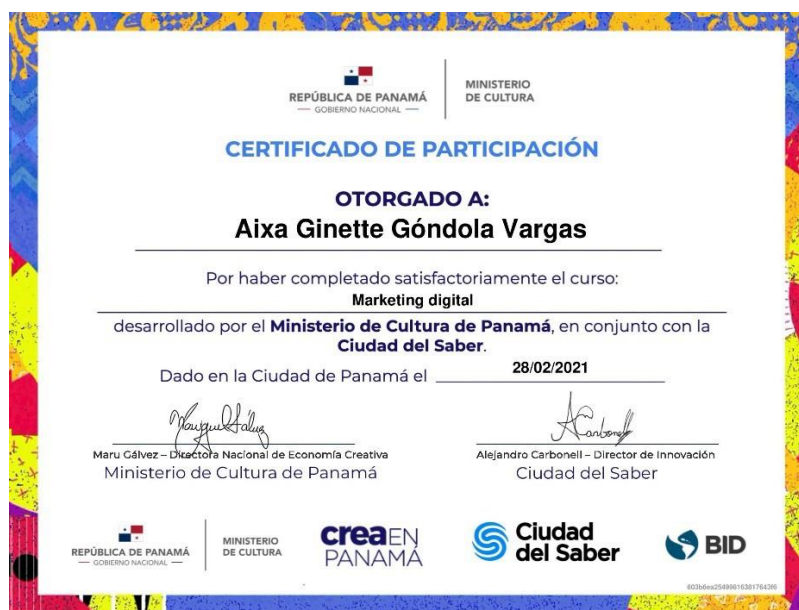 REPÚBLICA DE PANAMÁ
— GOBIERNO NACIONAL —
MINISTERIO
DE CULTURA
CERTIFICADO DE PARTICIPACIÓN
OTORGADO A:
Aixa Ginette Góndola Vargas
Por haber completado satisfactoriamente el curso:
Marketing digital
desarrollado por el Ministerio de Cultura de Panamá, en conjunto con la
Ciudad del Saber.
Dado en la Ciudad de Panamá el 28/02/2021
Maru Gálvez – Directora Nacional de Economía Creativa
Ministerio de Cultura de Panamá
Alejandro Carbonell – Director de Innovación
Ciudad del Saber
REPÚBLICA DE PANAMÁ
— GOBIERNO NACIONAL —
MINISTERIO
DE CULTURA
crea EN
PANAMÁ
Ciudad
del Saber
BID